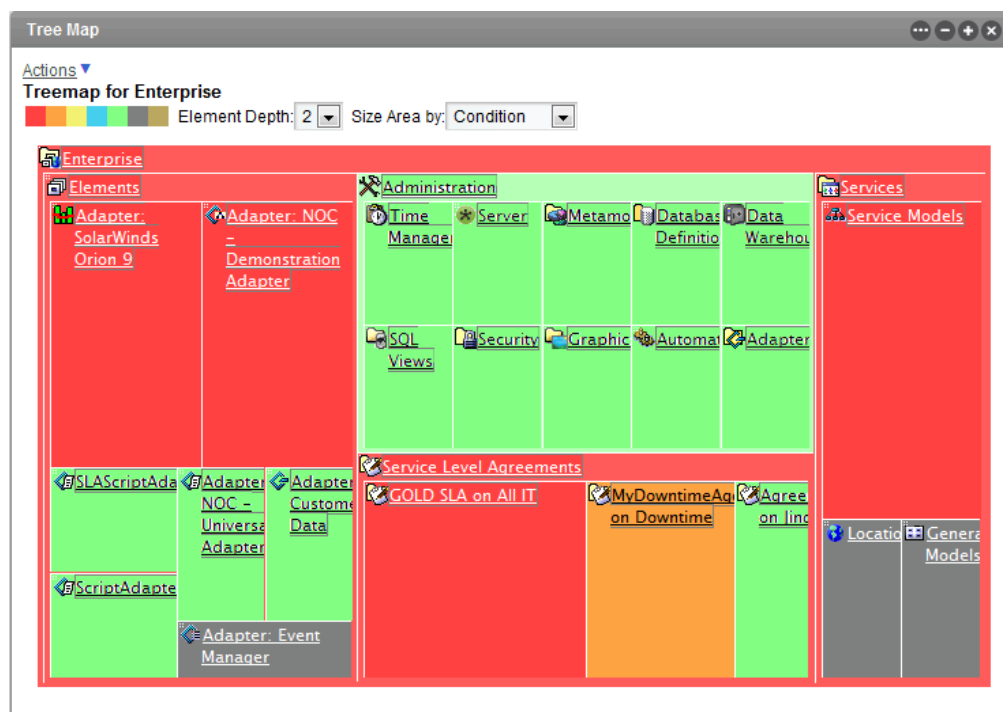 Tree Map
Actions
Treemap for Enterprise
Element Depth: 2 Size Area by: Condition
Enterprise
Elements
Adapter:
SolarWinds
Orion 9
Adapter: NOC
–
Demonstration
Adapter
SLAScriptAda
ScriptAdapte
Adapter
NOC –
Universa
Adapter
Adapter
Custome
Data
Adapter: Event
Manager
Administration
Time
Manager
Server
Metamo
Databas
Definitio
Data
Warehou
SQL
Views
Security
Graphic
Automat
Adapter
Service Level Agreements
GOLD SLA on All IT
MyDowntimeAg
on Downtime
Agree
on Jinc
Services
Service Models
Locatio
Genera
Models